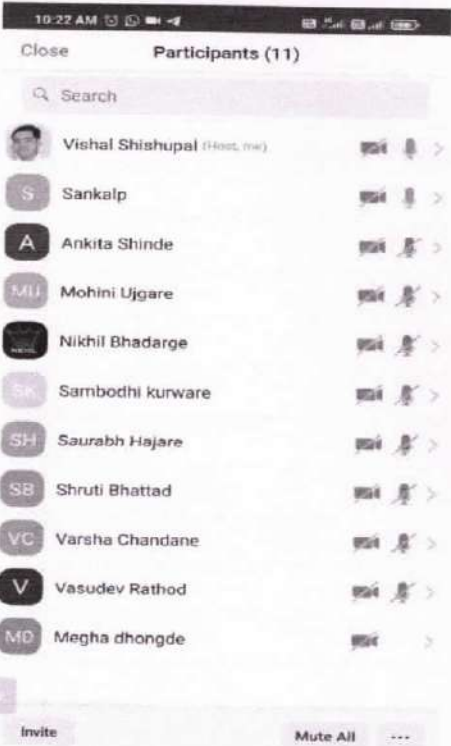 10:22 AM
Close Participants (11)
Search
Vishal Shishupal (Host, me)
S Sankalp
A Ankita Shinde
MU Mohini Ujgare
Nikhil Bhadarge
SK Sambodhi kurware
SH Saurabh Hajare
SB Shruti Bhattad
VC Varsha Chandane
V Vasudev Rathod
MD Megha dhongde
Invite Mute All ...